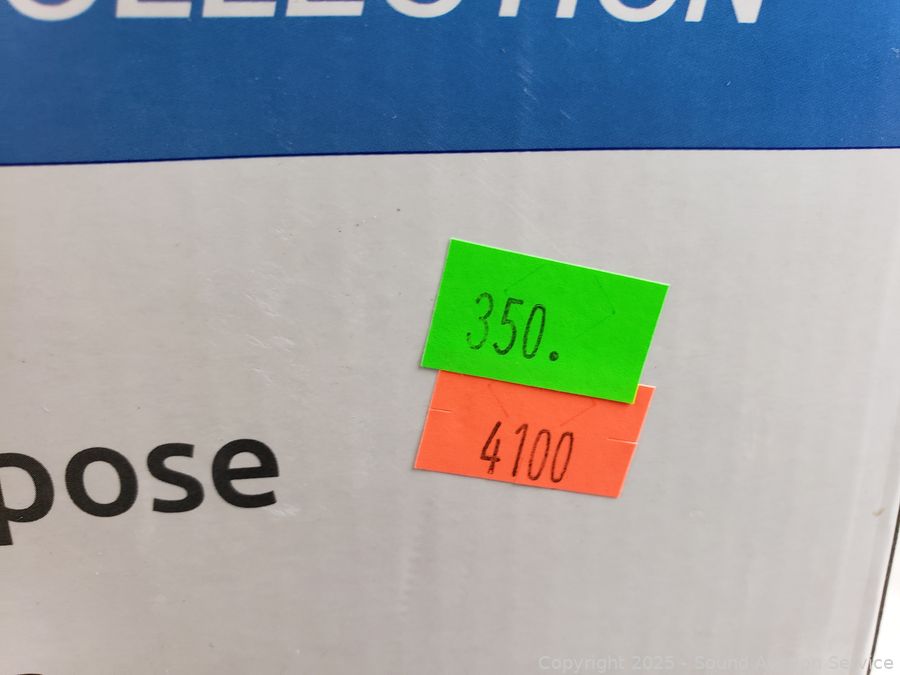 COLLECTION
350.
4100
pose
Copyright 2025 - Sound Auction Service